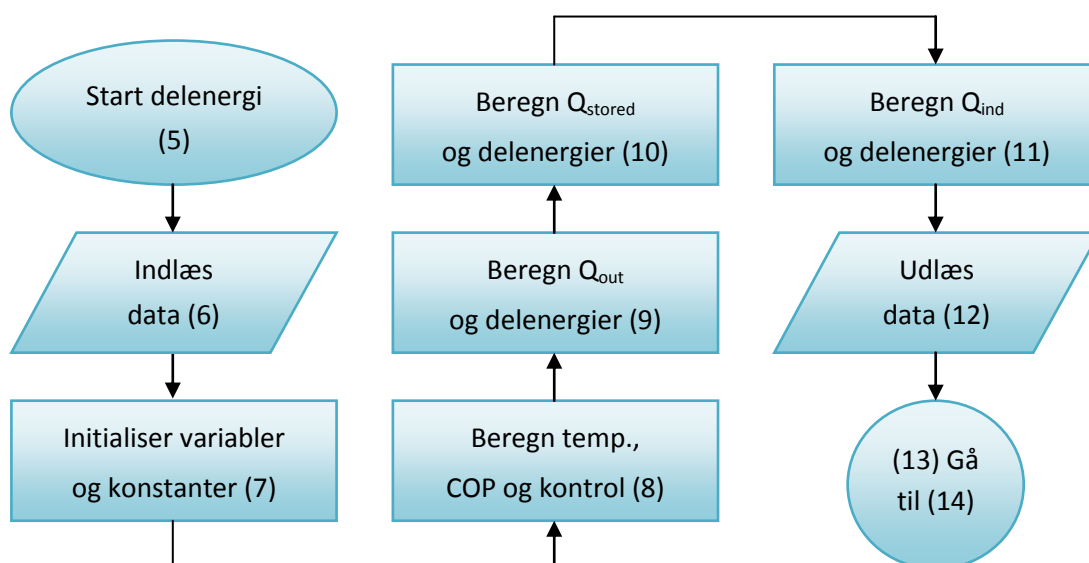 Start delenergi
(5)
Indlæs
data (6)
Initialiser variabler
og konstanter (7)
Beregn temp.,
COP og kontrol (8)
Beregn Qout
og delenergier (9)
Beregn Qstored
og delenergier (10)
Beregn Qind
og delenergier (11)
Udlæs
data (12)
(13) Gå
til (14)